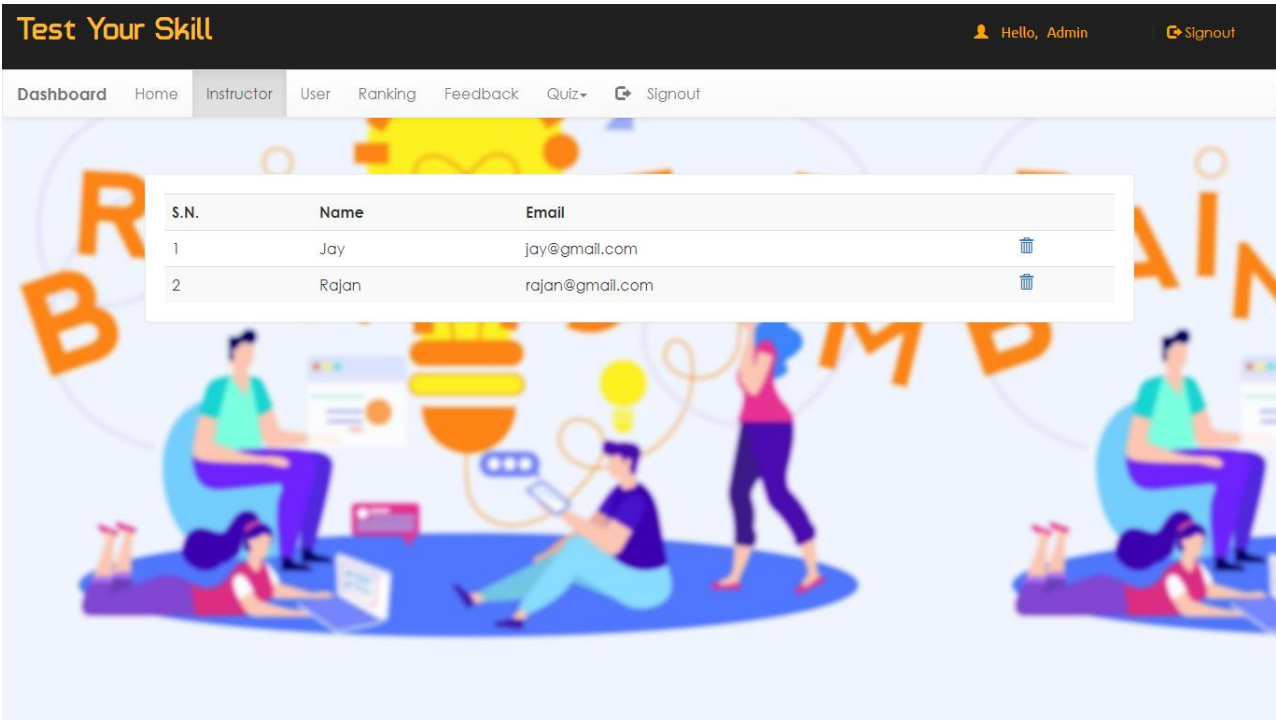 Test Your Skill
Hello, Admin
Signout
Dashboard Home Instructor User Ranking Feedback Quiz Signout
S.N. Name Email
1 Jay jay@gmail.com
2 Rajan rajan@gmail.com